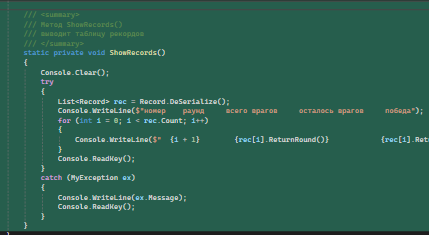 /// <summary>
/// Метод ShowRecords()
/// выводит таблицу рекордов
/// </summary>
static private void ShowRecords()
{
Console.Clear();
try
{
List<Record> rec = Record.DeSerialize();
Console.WriteLine($"номер    раунд     всего врагов     осталось врагов     победа");
for (int i = 0; i < rec.Count; i++)
{
Console.WriteLine($"  {i + 1}        {rec[i].ReturnRound()}            {rec[i].Retu
}
Console.ReadKey();
}
catch (MyException ex)
{
Console.WriteLine(ex.Message);
Console.ReadKey();
}
}